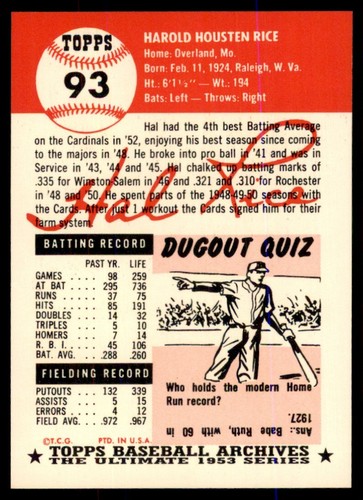 TOPPS
93
HAROLD HOUSTEN RICE
Home: Overland, Mo.
Born: Feb. 11, 1924, Raleigh, W. Va.
Ht.: 6'1½" — Wt.: 194
Bats: Left — Throws: Right
Hal had the 4th best Batting Average
on the Cardinals in '52, enjoying his best season since coming
to the majors in '48. He broke into pro ball in '41 and was in
Service in '43, '44 and '45. Hal chalked up batting marks of
.335 for Winston Salem in '46 and .321 and .310 for Rochester
in '48 and '50. He spent parts of the 1948-49-50 seasons with
the Cards. After just 1 workout the Cards signed him for their
farm system.
Hal Rice
BATTING RECORD
PAST YR. LIFE
GAMES 98 259
AT BAT 295 736
RUNS 37 75
HITS 85 191
DOUBLES 14 32
TRIPLES 5 10
HOMERS 7 14
R. B. I. 45 106
BAT. AVG. .288 .260
FIELDING RECORD
PUTOUTS 132 339
ASSISTS 5 15
ERRORS 4 12
FIELD AVG. .972 .967
©T.C.G. PTD. IN U.S.A.
DUGOUT QUIZ
Who holds the modern Home
Run record?
Ans.: Babe Ruth, with 60 in
1927.
★ TOPPS BASEBALL ARCHIVES ★
THE ULTIMATE 1953 SERIES